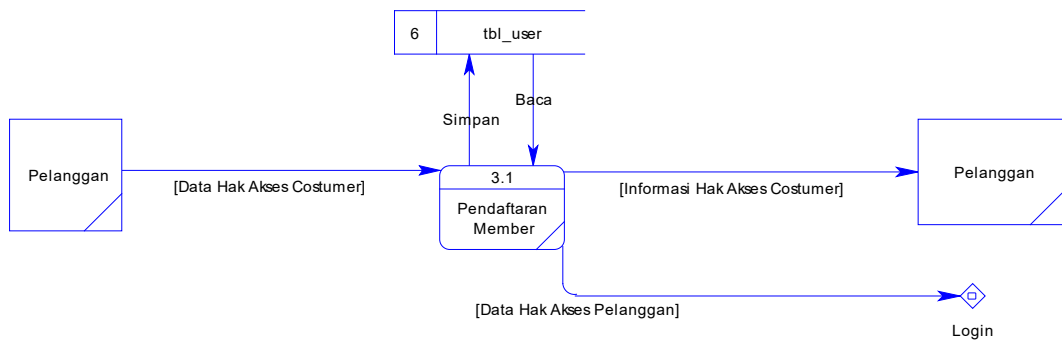 6 tbl_user
Baca
Simpan
Pelanggan
[Data Hak Akses Costumer]
3.1
Pendaftaran
Member
[Informasi Hak Akses Costumer]
Pelanggan
[Data Hak Akses Pelanggan]
Login